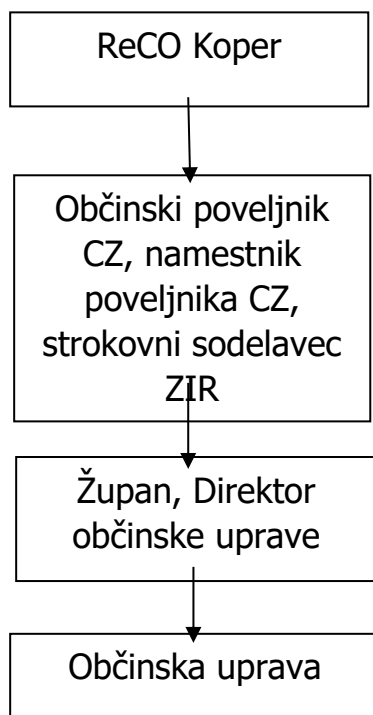 ReCO Koper
Občinski poveljnik
CZ, namestnik
poveljnika CZ,
strokovni sodelavec
ZIR
Župan, Direktor
občinske uprave
Občinska uprava